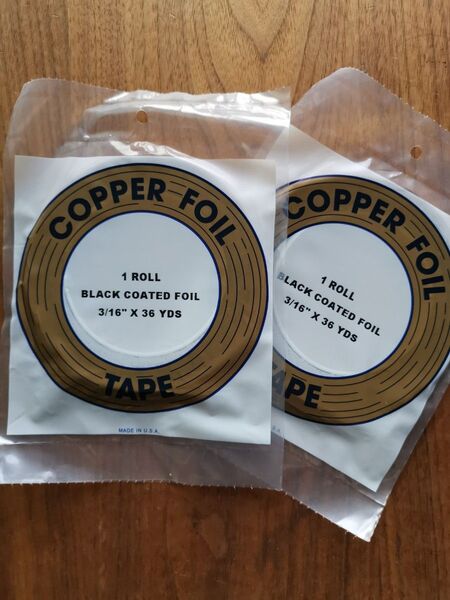 COPPER FOIL
1 ROLL
BLACK COATED FOIL
3/16" X 36 YDS
TAPE
MADE IN U.S.A.
COPPER FOIL
1 ROLL
BLACK COATED FOIL
3/16" X 36 YDS
TAPE